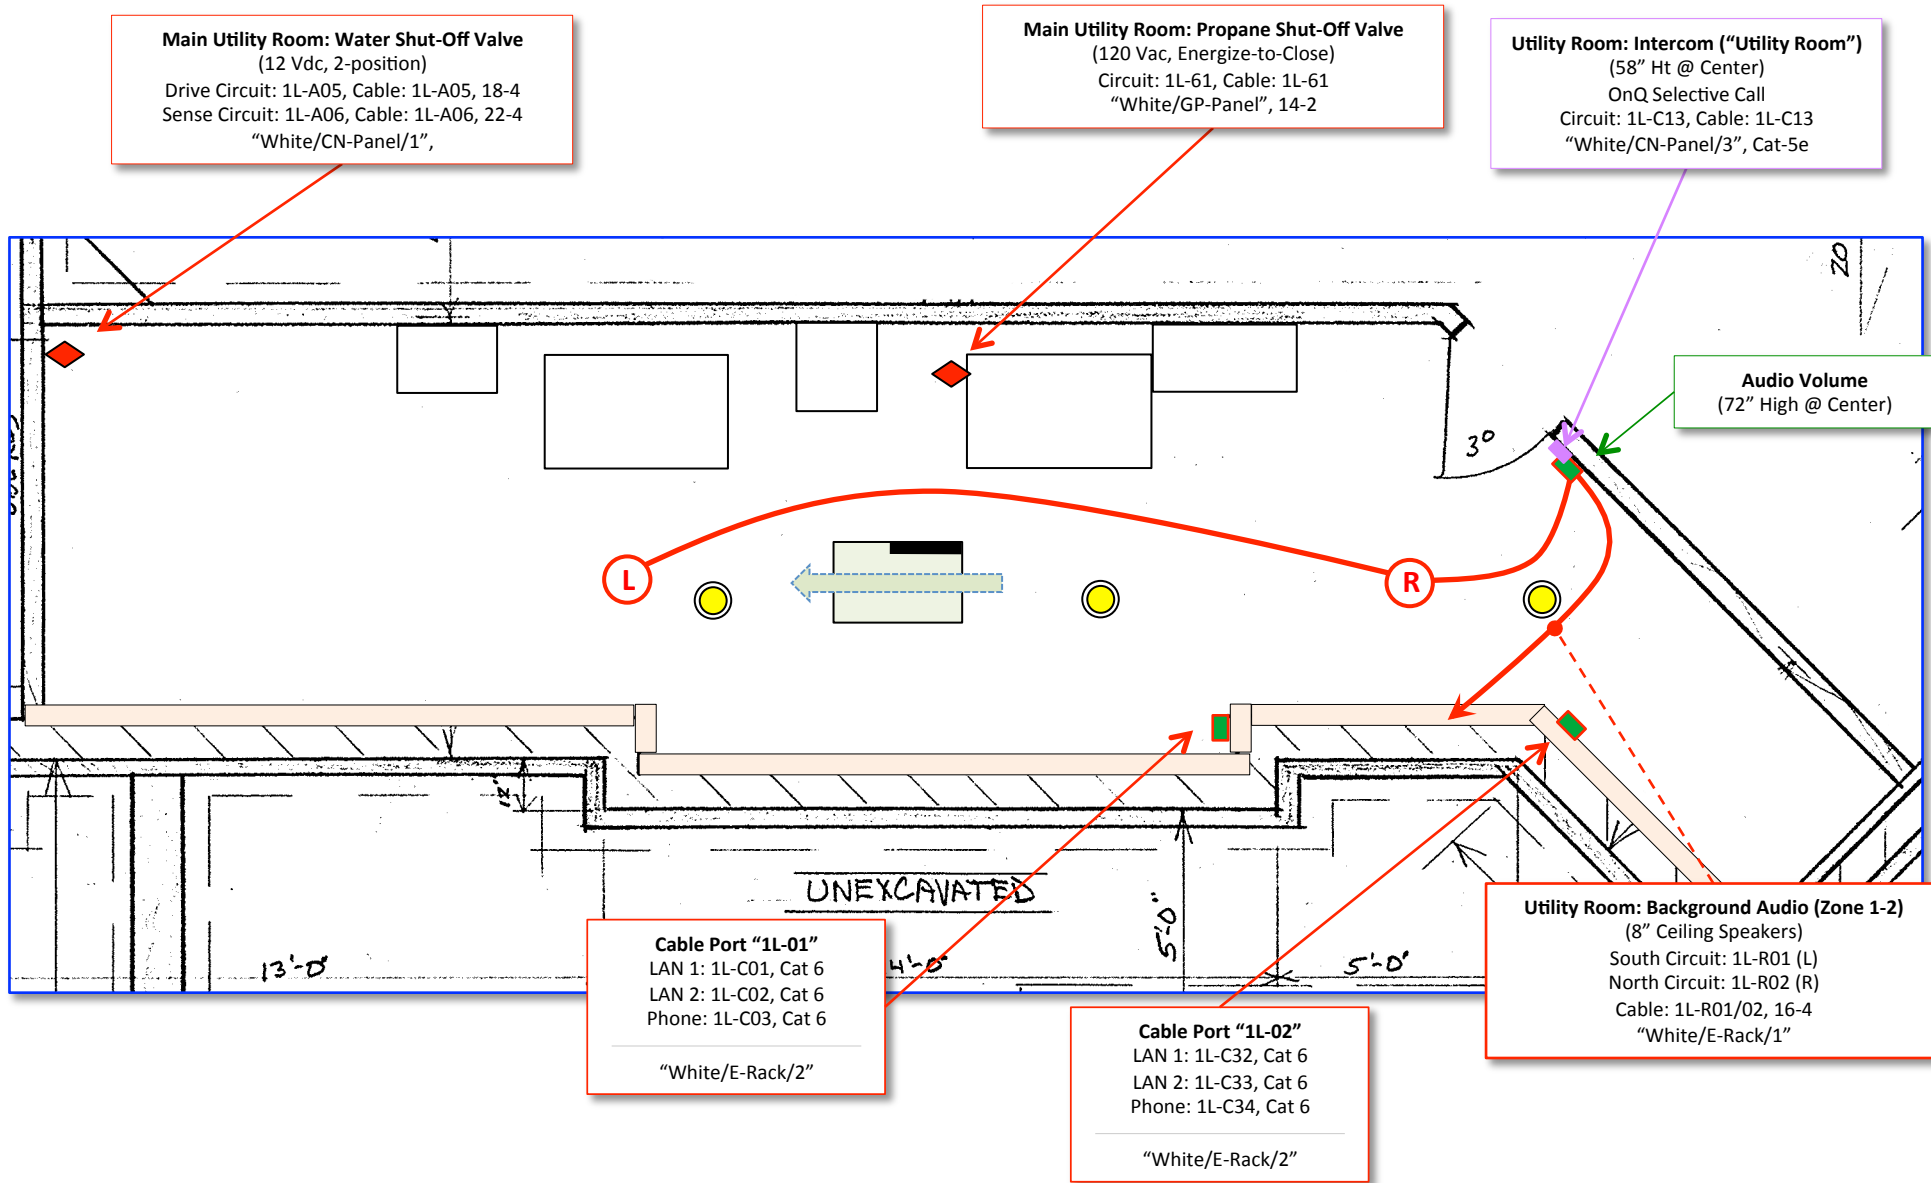 Main Utility Room: Water Shut-Off Valve
(12 Vdc, 2-position)
Drive Circuit: 1L-A05, Cable: 1L-A05, 18-4
Sense Circuit: 1L-A06, Cable: 1L-A06, 22-4
“White/CN-Panel/1”,
Main Utility Room: Propane Shut-Off Valve
(120 Vac, Energize-to-Close)
Circuit: 1L-61, Cable: 1L-61
“White/GP-Panel”, 14-2
Utility Room: Intercom (“Utility Room”)
(58” Ht @ Center)
OnQ Selective Call
Circuit: 1L-C13, Cable: 1L-C13
“White/CN-Panel/3”, Cat-5e
20
Audio Volume
(72” High @ Center)
3⁰
L
R
12"
UNEXCAVATED
13'-0"
4'-0"
5'-0"
5'-0"
Cable Port “1L-01”
LAN 1: 1L-C01, Cat 6
LAN 2: 1L-C02, Cat 6
Phone: 1L-C03, Cat 6
“White/E-Rack/2”
Cable Port “1L-02”
LAN 1: 1L-C32, Cat 6
LAN 2: 1L-C33, Cat 6
Phone: 1L-C34, Cat 6
“White/E-Rack/2”
Utility Room: Background Audio (Zone 1-2)
(8” Ceiling Speakers)
South Circuit: 1L-R01 (L)
North Circuit: 1L-R02 (R)
Cable: 1L-R01/02, 16-4
“White/E-Rack/1”